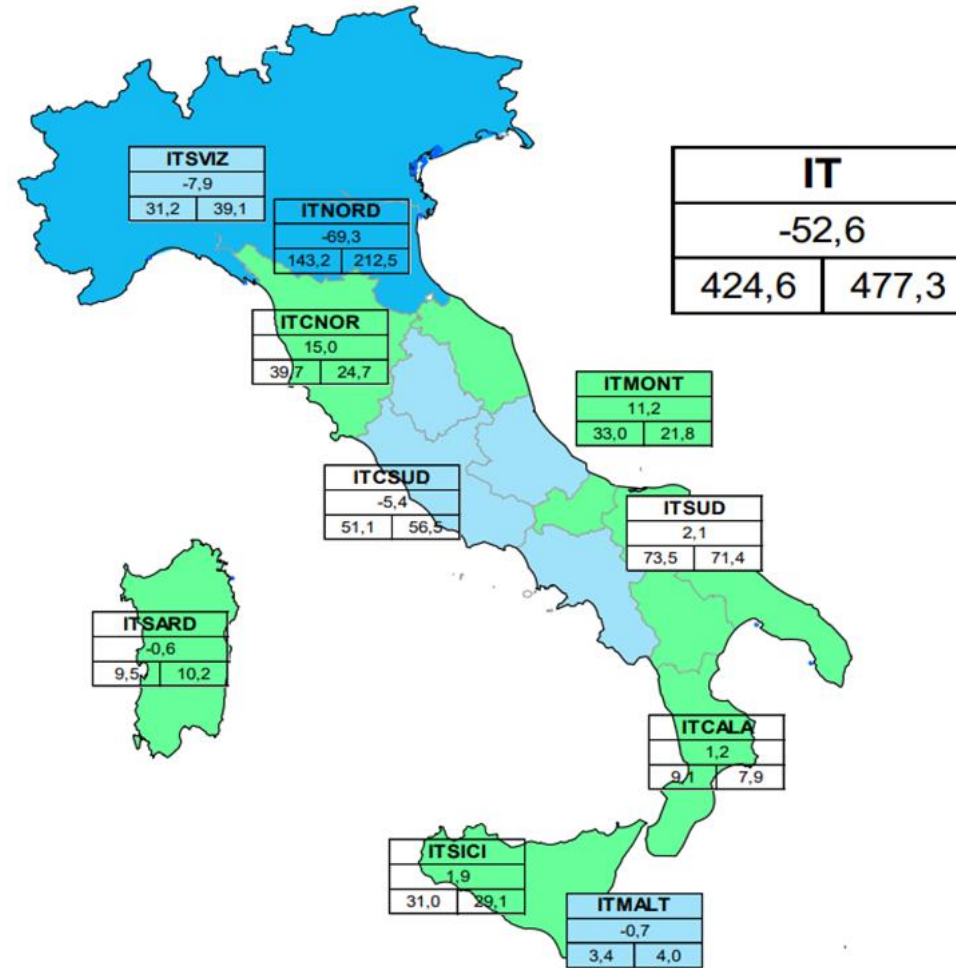 ITSVIZ
-7,9
31,2 39,1
ITNORD
-69,3
143,2 212,5
IT
-52,6
424,6 477,3
ITCNOR
15,0
39,7 24,7
ITMONT
11,2
33,0 21,8
ITCSUD
-5,4
51,1 56,5
ITSUD
2,1
73,5 71,4
ITSARD
-0,6
9,5 10,2
ITCALA
1,2
9,1 7,9
ITSICI
1,9
31,0 29,1
ITMALT
-0,7
3,4 4,0